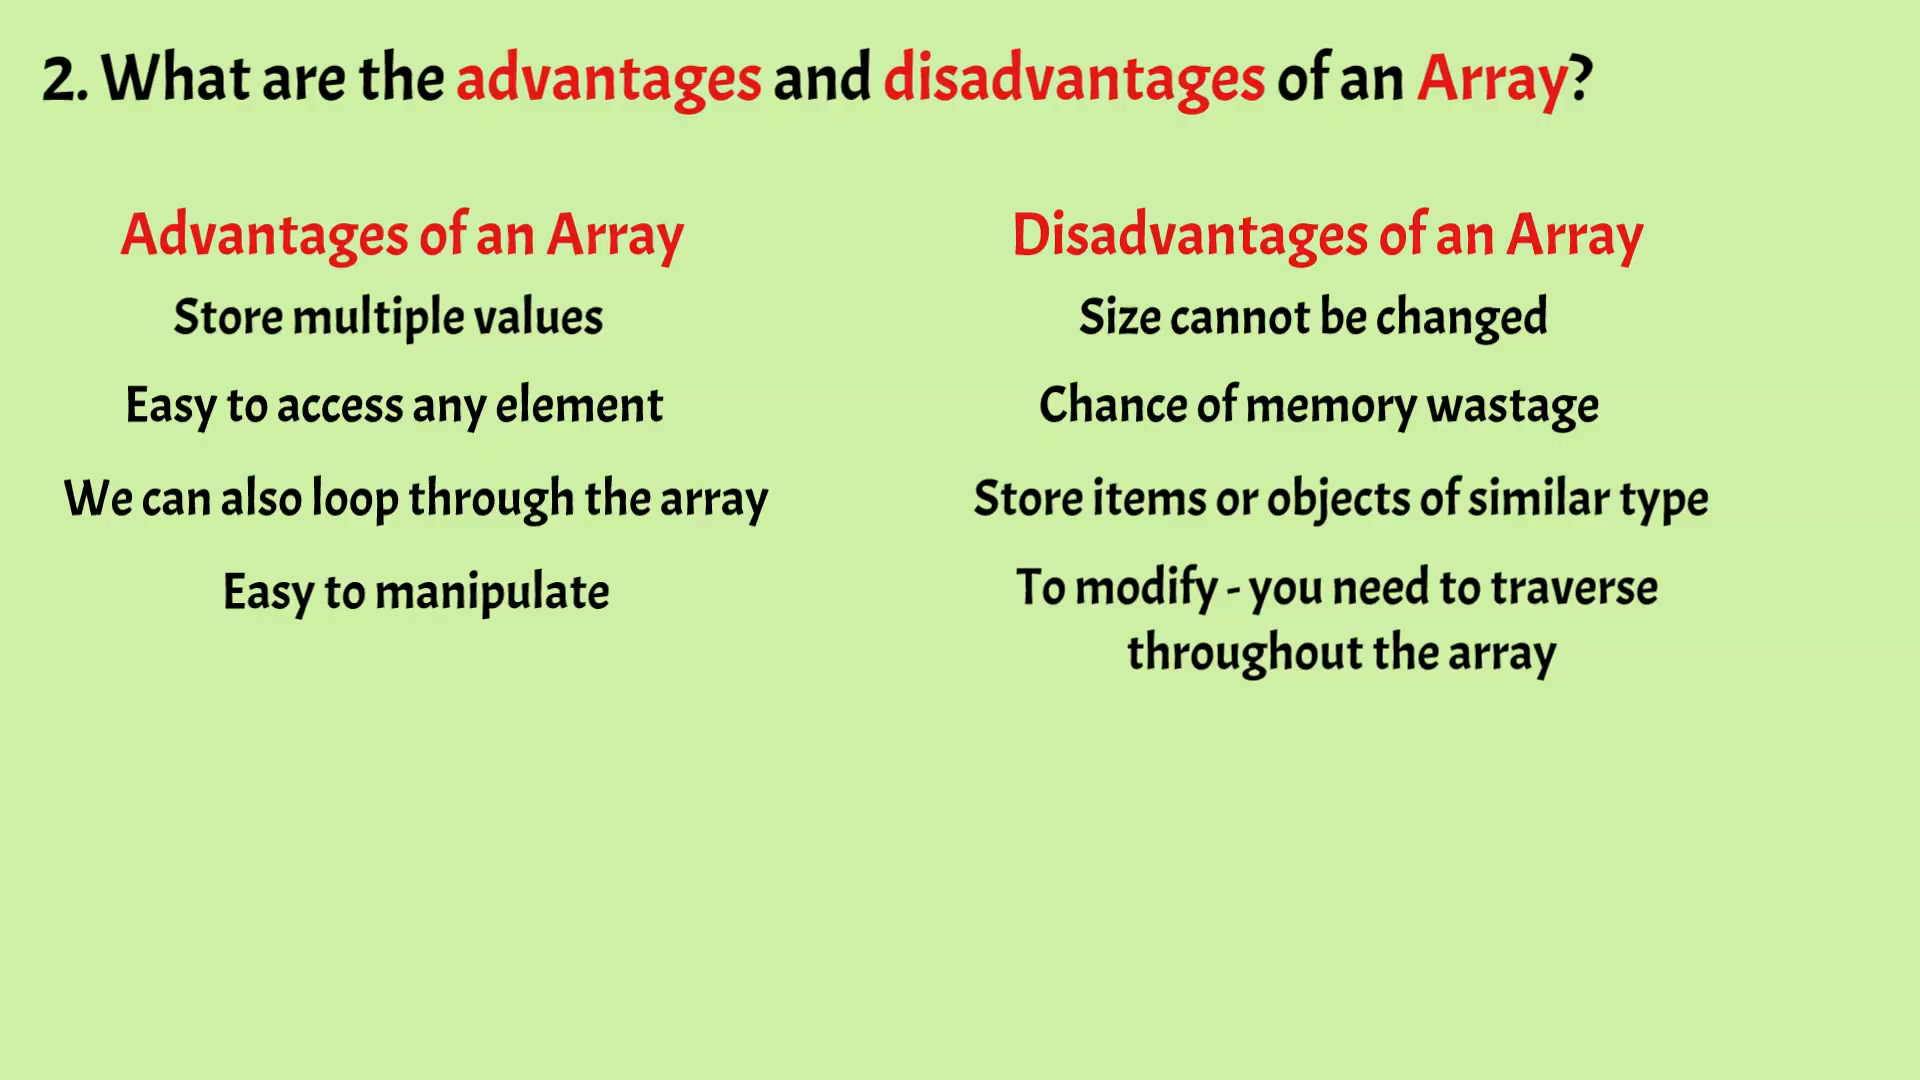 2. What are the advantages and disadvantages of an Array?
Advantages of an Array
Store multiple values
Easy to access any element
We can also loop through the array
Easy to manipulate
Disadvantages of an Array
Size cannot be changed
Chance of memory wastage
Store items or objects of similar type
To modify - you need to traverse
throughout the array